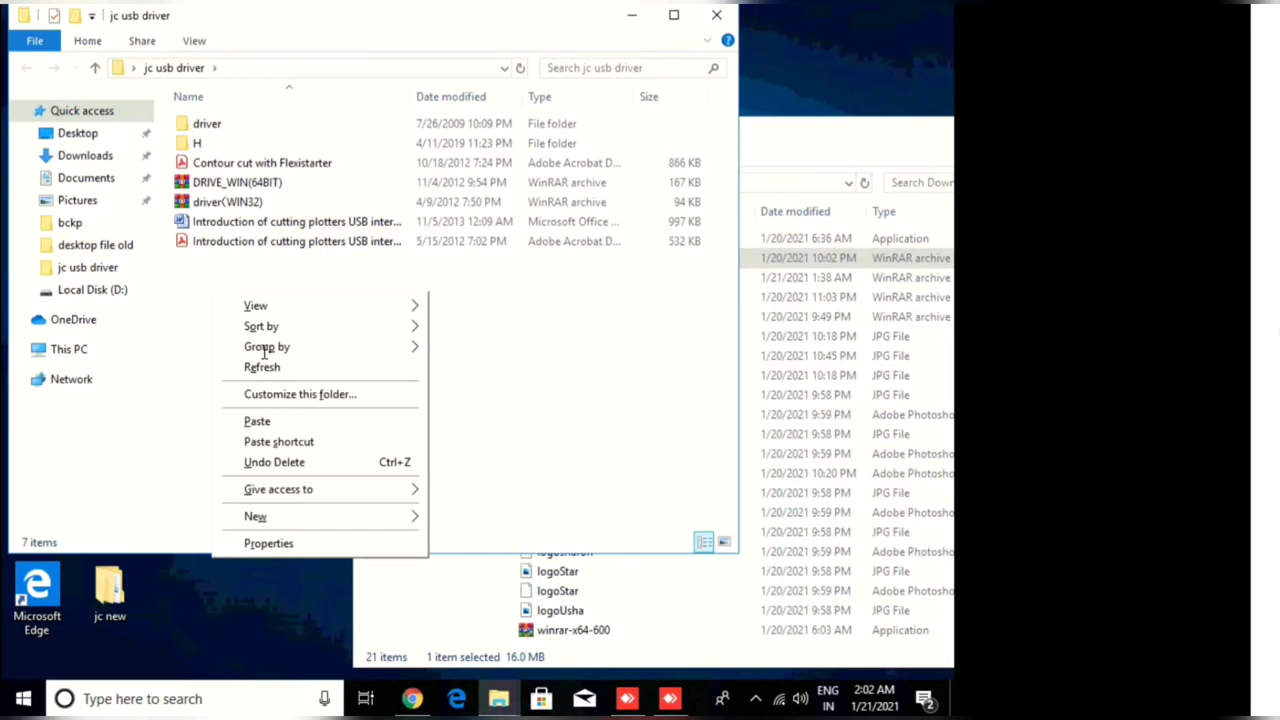 jc usb driver
File Home Share View
jc usb driver
Search jc usb driver
Name Date modified Type Size
Quick access
Desktop
Downloads
Documents
Pictures
bckp
desktop file old
jc usb driver
Local Disk (D:)
OneDrive
This PC
Network
driver 7/26/2009 10:09 PM File folder
H 4/11/2019 11:23 PM File folder
Contour cut with Flexistarter 10/18/2012 7:24 PM Adobe Acrobat D... 866 KB
DRIVE_WIN(64BIT) 11/4/2012 9:54 PM WinRAR archive 167 KB
driver(WIN32) 4/9/2012 7:50 PM WinRAR archive 94 KB
Introduction of cutting plotters USB inter... 11/5/2013 12:09 AM Microsoft Office ... 997 KB
Introduction of cutting plotters USB inter... 5/15/2012 7:02 PM Adobe Acrobat D... 532 KB
View
Sort by
Group by
Refresh
Customize this folder...
Paste
Paste shortcut
Undo Delete Ctrl+Z
Give access to
New
Properties
7 items
Search Down
Date modified Type
1/20/2021 6:36 AM Application
1/20/2021 10:02 PM WinRAR archive
1/21/2021 1:38 AM WinRAR archive
1/20/2021 11:03 PM WinRAR archive
1/20/2021 9:49 PM WinRAR archive
1/20/2021 10:18 PM JPG File
1/20/2021 10:45 PM JPG File
1/20/2021 10:18 PM JPG File
1/20/2021 9:58 PM JPG File
1/20/2021 9:59 PM Adobe Photosho
1/20/2021 9:58 PM JPG File
1/20/2021 9:59 PM Adobe Photosho
1/20/2021 10:20 PM Adobe Photosho
1/20/2021 9:58 PM JPG File
1/20/2021 9:59 PM Adobe Photosho
1/20/2021 9:58 PM JPG File
1/20/2021 9:59 PM Adobe Photosho
logoStar 1/20/2021 9:58 PM JPG File
logoStar 1/20/2021 9:59 PM Adobe Photosho
logoUsha 1/20/2021 9:58 PM JPG File
winrar-x64-600 1/20/2021 6:03 AM Application
21 items 1 item selected 16.0 MB
Microsoft
Edge
jc new
Type here to search
ENG
IN
2:02 AM
1/21/2021
2